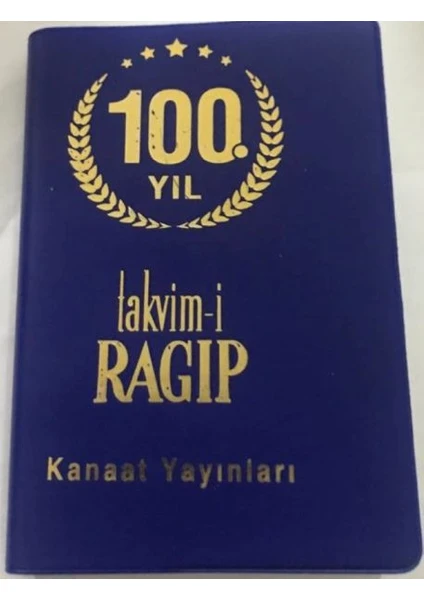 100.
YIL
takvim-i
RAGIP
Kanaat Yayınları